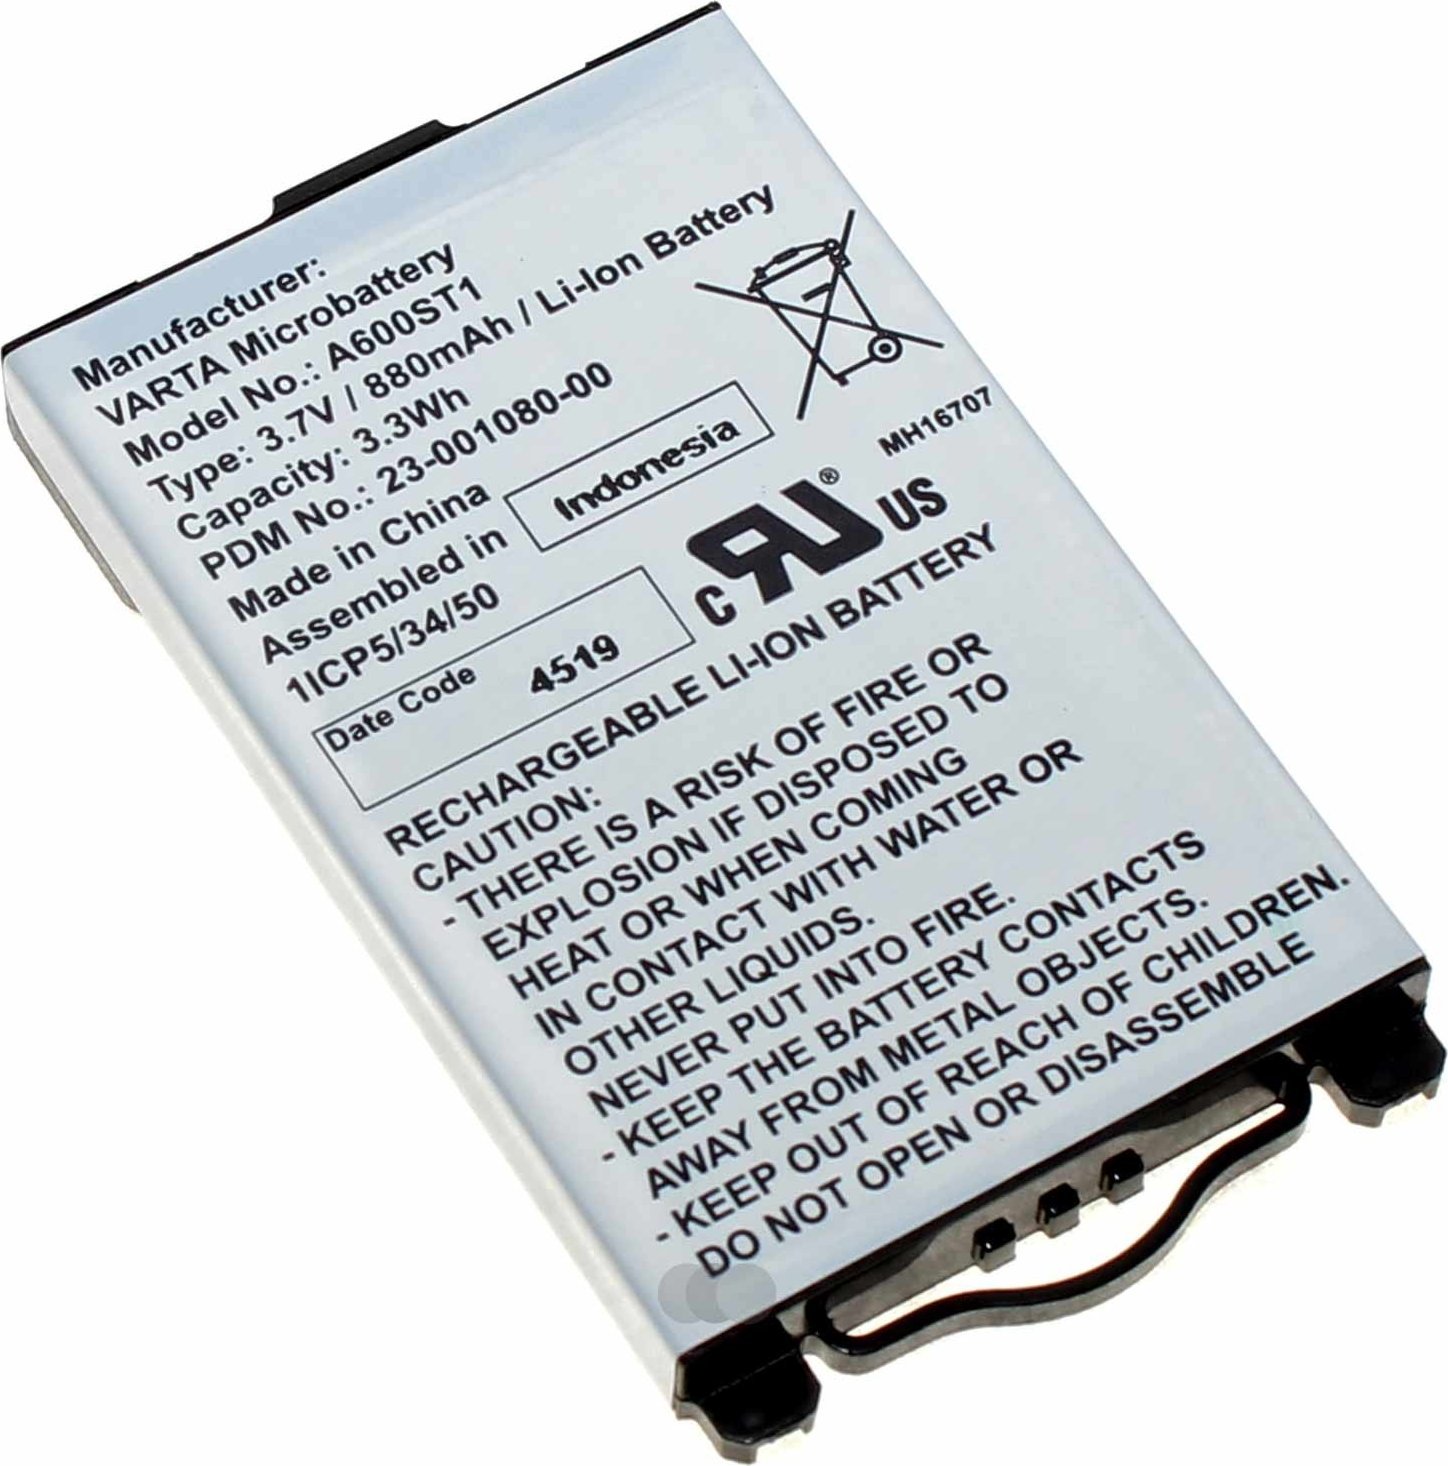 Manufacturer:
VARTA Microbattery
Model No.: A600ST1
Type: 3.7V / 880mAh / Li-Ion Battery
Capacity: 3.3Wh
PDM No.: 23-001080-00
Made in China
Assembled in Indonesia
1ICP5/34/50
Date Code 4519
MH16707
c RU ® US
RECHARGEABLE LI-ION BATTERY
CAUTION:
- THERE IS A RISK OF FIRE OR
EXPLOSION IF DISPOSED TO
HEAT OR WHEN COMING
IN CONTACT WITH WATER OR
OTHER LIQUIDS.
NEVER PUT INTO FIRE.
- KEEP THE BATTERY CONTACTS
AWAY FROM METAL OBJECTS.
- KEEP OUT OF REACH OF CHILDREN.
DO NOT OPEN OR DISASSEMBLE